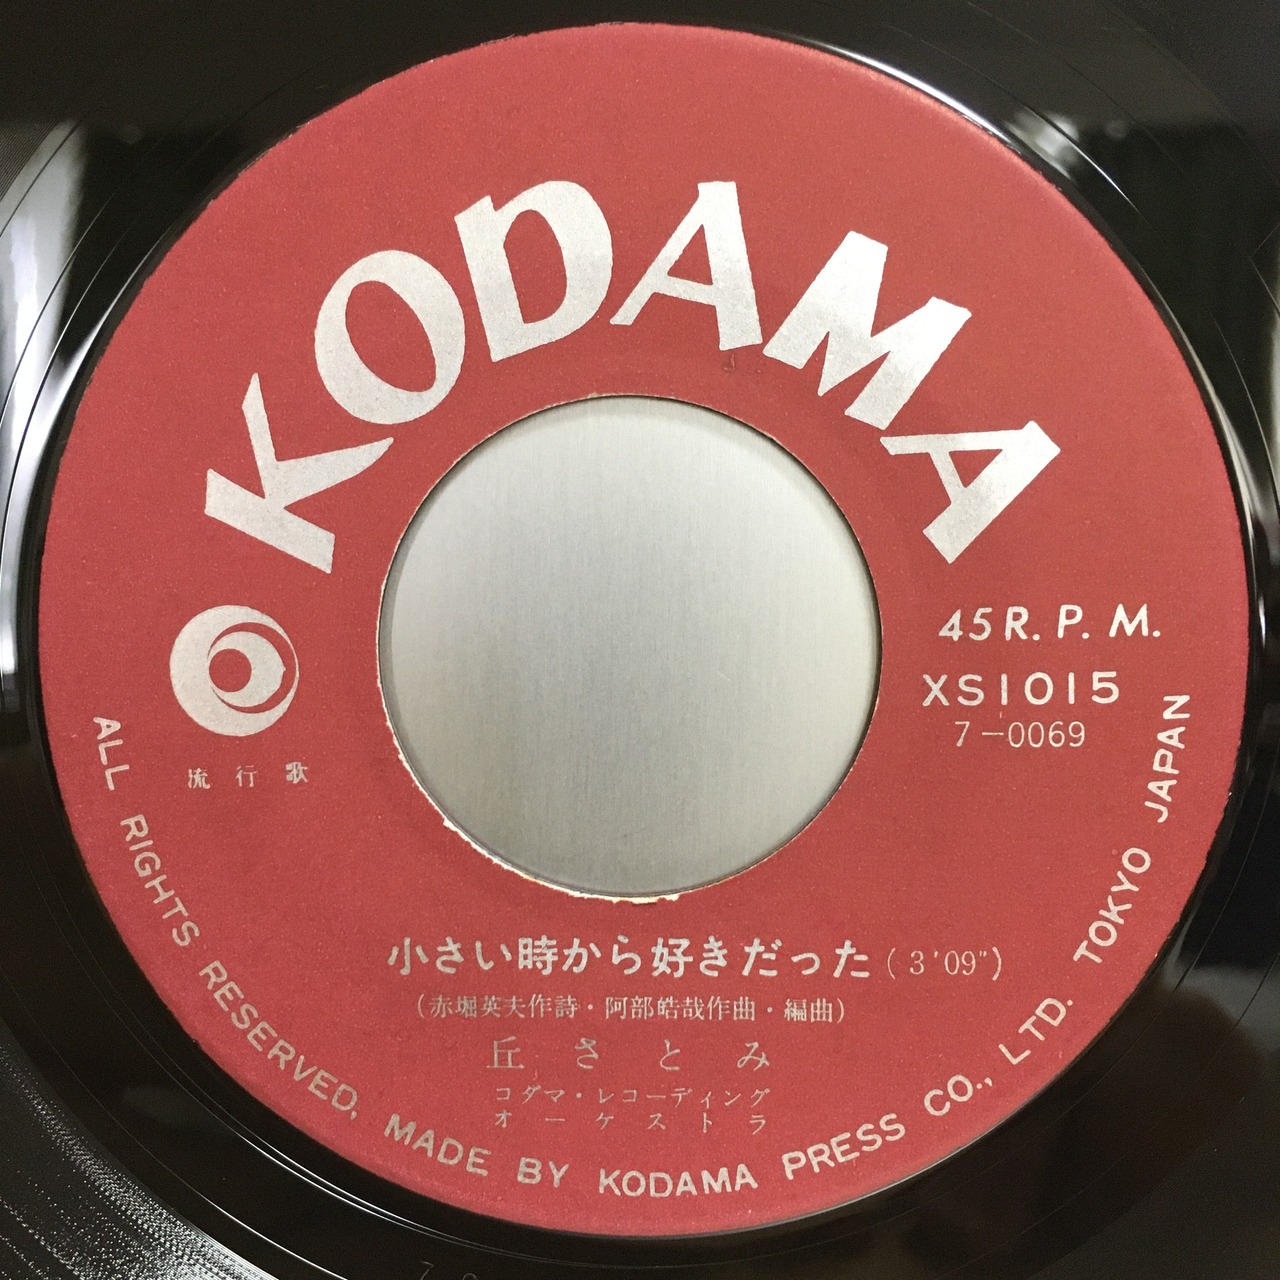 KODAMA
45 R. P. M.
XS1015
7-0069
流行歌
小さい時から好きだった (3'09")
(赤堀英夫作詩・阿部皓哉作曲・編曲)
丘さとみ
コダマ・レコーディング
オーケストラ
ALL RIGHTS RESERVED, MADE BY KODAMA PRESS CO., LTD. TOKYO JAPAN